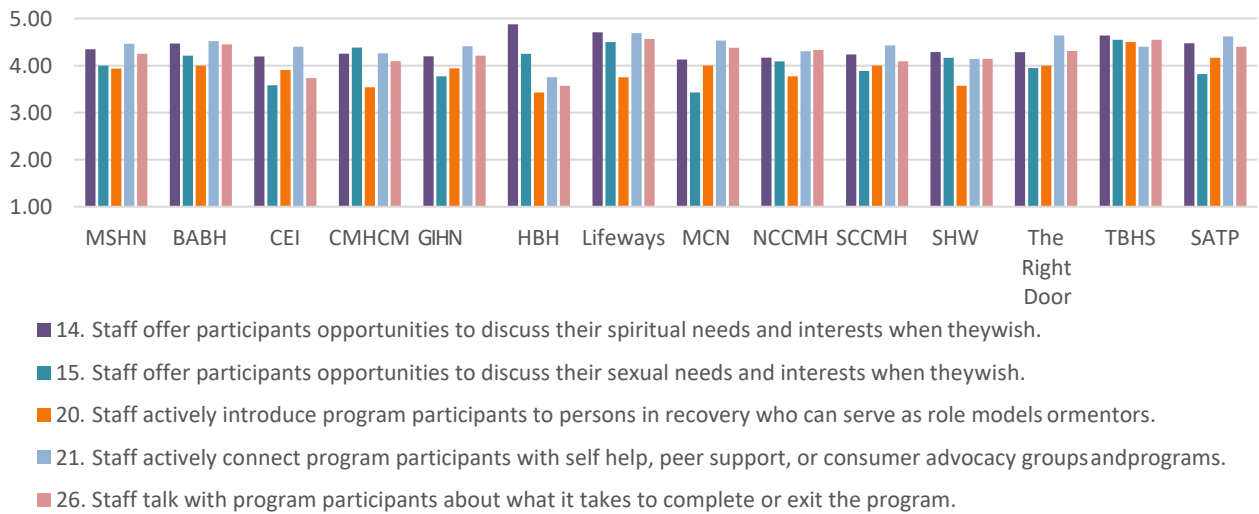 5.00
4.00
3.00
2.00
1.00
MSHN BABH CEI CMHCM GIHN HBH Lifeways MCN NCCMH SCCMH SHW The Right Door TBHS SATP
14. Staff offer participants opportunities to discuss their spiritual needs and interests when theywish.
15. Staff offer participants opportunities to discuss their sexual needs and interests when theywish.
20. Staff actively introduce program participants to persons in recovery who can serve as role models ormentors.
21. Staff actively connect program participants with self help, peer support, or consumer advocacy groupsandprograms.
26. Staff talk with program participants about what it takes to complete or exit the program.